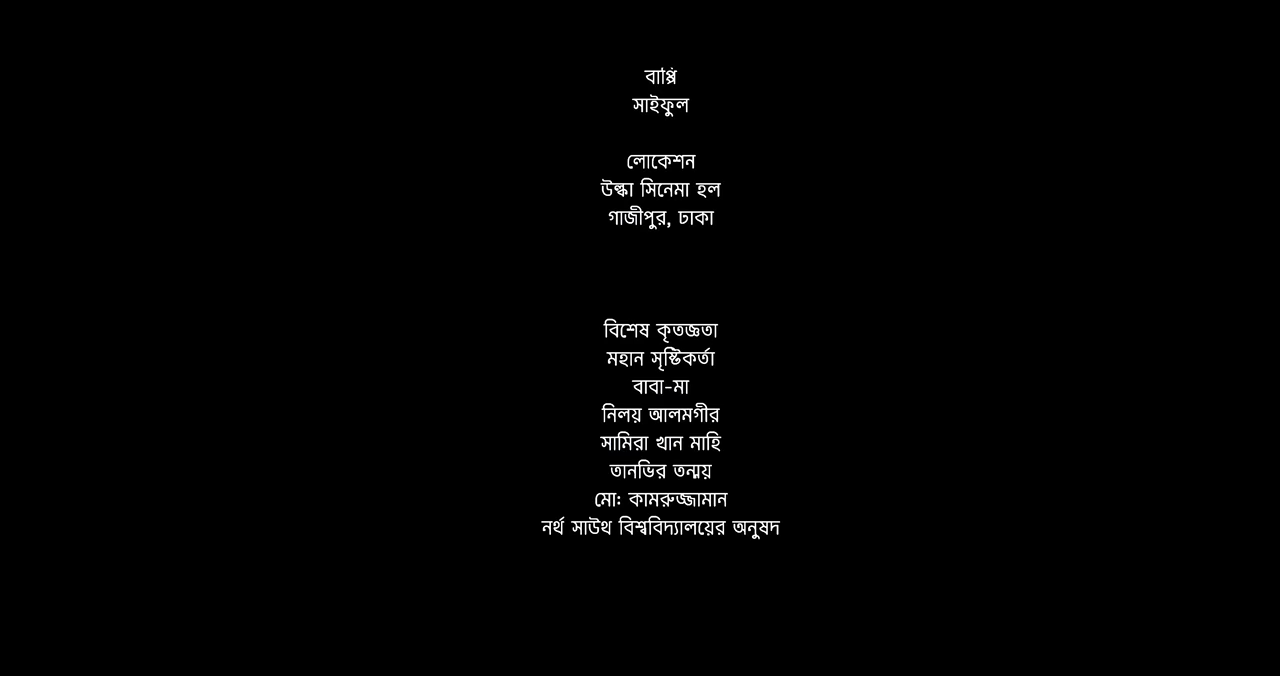 বাপ্পি
সাইফুল
লোকেশন
উল্কা সিনেমা হল
গাজীপুর, ঢাকা
বিশেষ কৃতজ্ঞতা
মহান সৃষ্টিকর্তা
বাবা-মা
নিলয় আলমগীর
সামিরা খান মাহি
তানভির তন্ময়
মোঃ কামরুজ্জামান
নর্থ সাউথ বিশ্ববিদ্যালয়ের অনুষদ